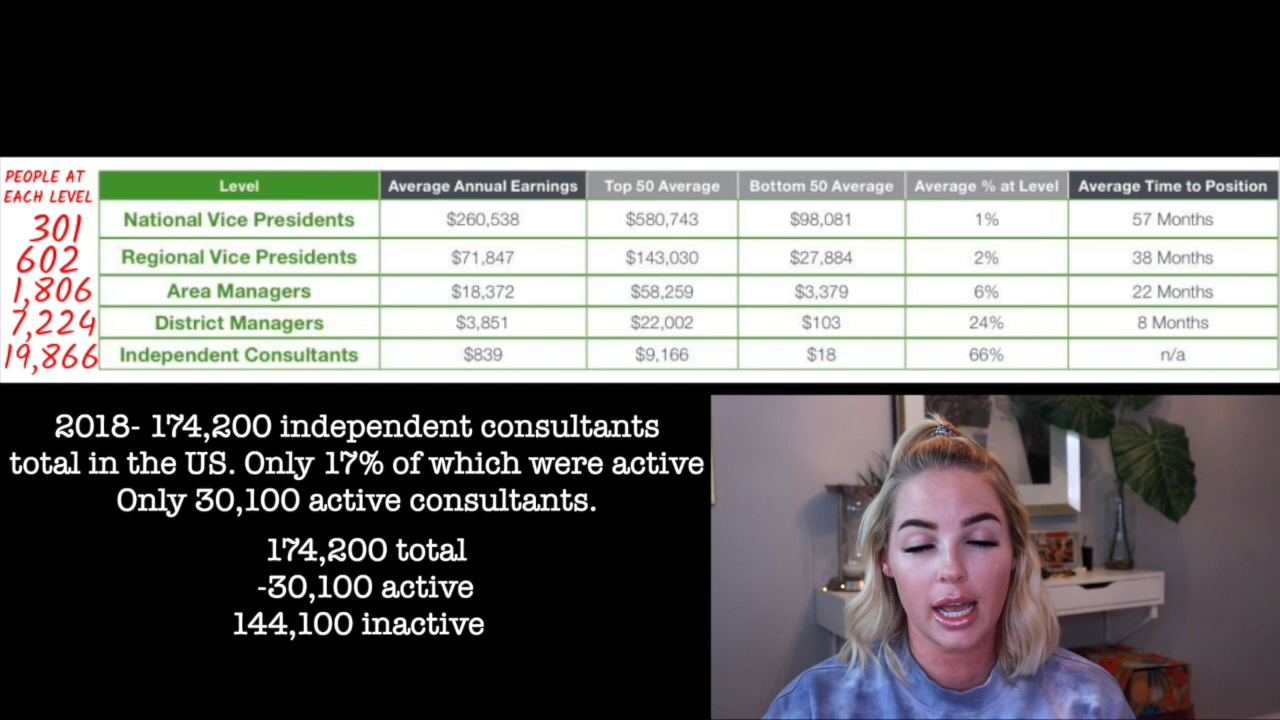 PEOPLE AT
EACH LEVEL
Level Average Annual Earnings Top 50 Average Bottom 50 Average Average % at Level Average Time to Position
301 National Vice Presidents $260,538 $580,743 $98,081 1% 57 Months
602 Regional Vice Presidents $71,847 $143,030 $27,884 2% 38 Months
1,806 Area Managers $18,372 $58,259 $3,379 6% 22 Months
7,224 District Managers $3,851 $22,002 $103 24% 8 Months
19,866 Independent Consultants $839 $9,166 $18 66% n/a
2018- 174,200 independent consultants
total in the US. Only 17% of which were active
Only 30,100 active consultants.
174,200 total
-30,100 active
144,100 inactive